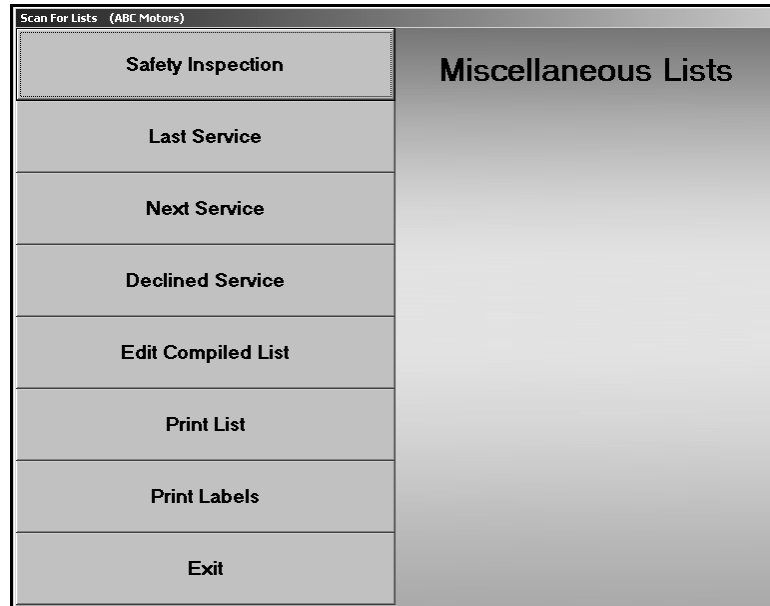 Scan For Lists (ABC Motors)
Safety Inspection
Miscellaneous Lists
Last Service
Next Service
Declined Service
Edit Compiled List
Print List
Print Labels
Exit